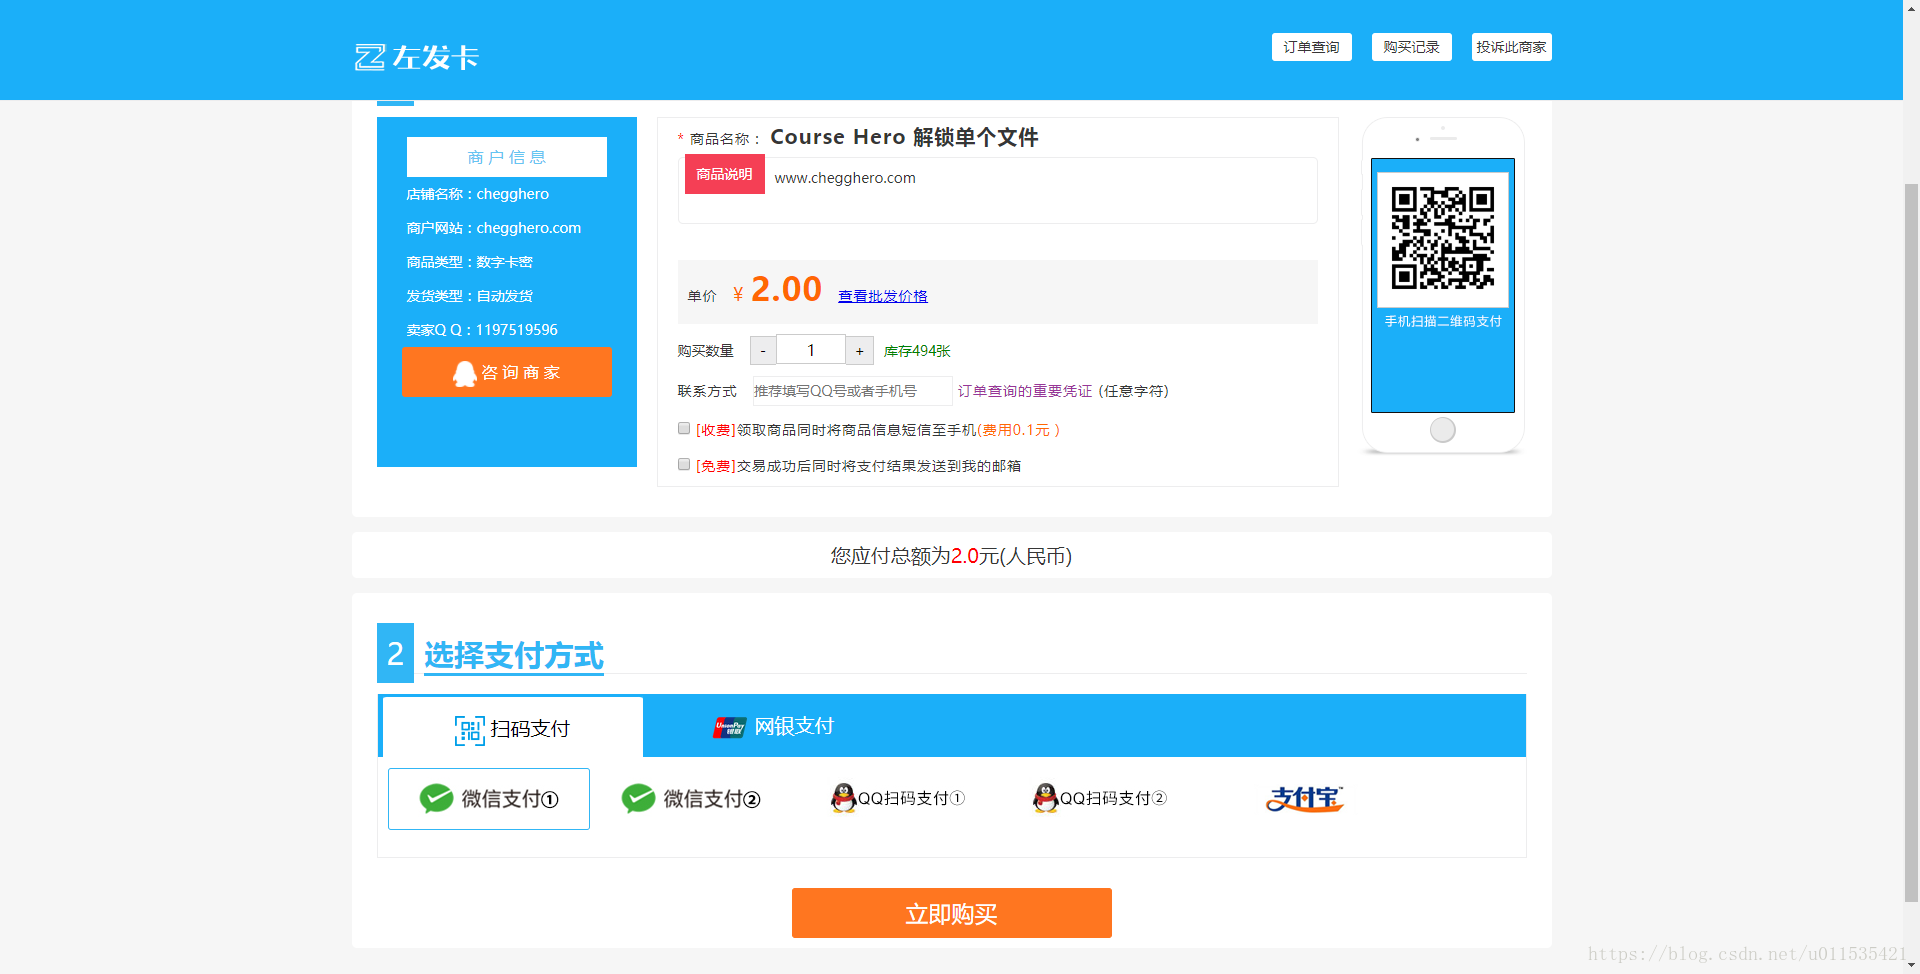 左发卡
订单查询
购买记录
投诉此商家
商户信息
店铺名称：chegghero
商户网站：chegghero.com
商品类型：数字卡密
发货类型：自动发货
卖家Q Q：1197519596
咨询商家
* 商品名称： Course Hero 解锁单个文件
商品说明 www.chegghero.com
单价 ¥ 2.00 查看批发价格
购买数量 - 1 + 库存494张
联系方式 推荐填写QQ号或者手机号 订单查询的重要凭证 (任意字符)
[收费]领取商品同时将商品信息短信至手机(费用0.1元 )
[免费]交易成功后同时将支付结果发送到我的邮箱
手机扫描二维码支付
您应付总额为2.0元(人民币)
2 选择支付方式
扫码支付
UnionPay 银联 网银支付
微信支付①
微信支付②
QQ扫码支付①
QQ扫码支付②
支付宝
立即购买
https://blog.csdn.net/u011535421